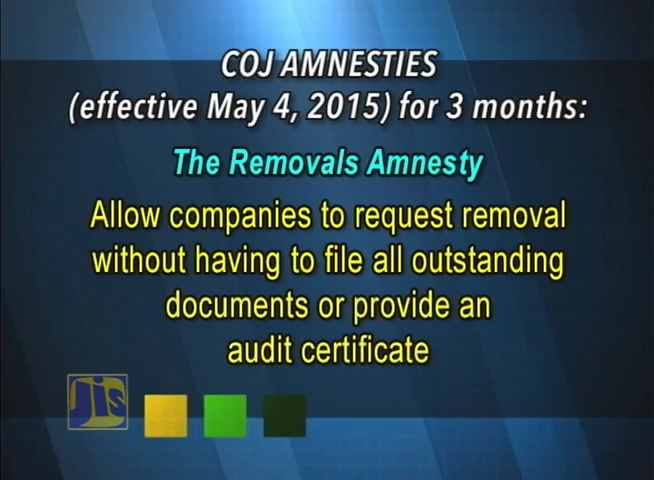 COJ AMNESTIES
(effective May 4, 2015) for 3 months:
The Removals Amnesty
Allow companies to request removal
without having to file all outstanding
documents or provide an
audit certificate
jis